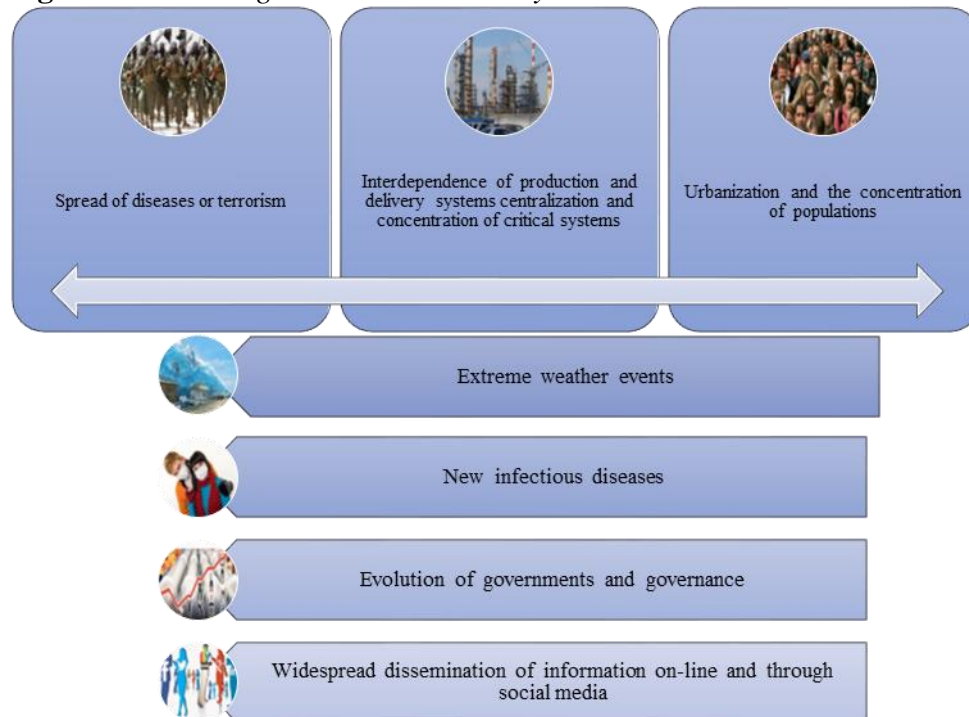 Spread of diseases or terrorism
Interdependence of production and
delivery systems centralization and
concentration of critical systems
Urbanization and the concentration
of populations
Extreme weather events
New infectious diseases
Evolution of governments and governance
Widespread dissemination of information on-line and through
social media